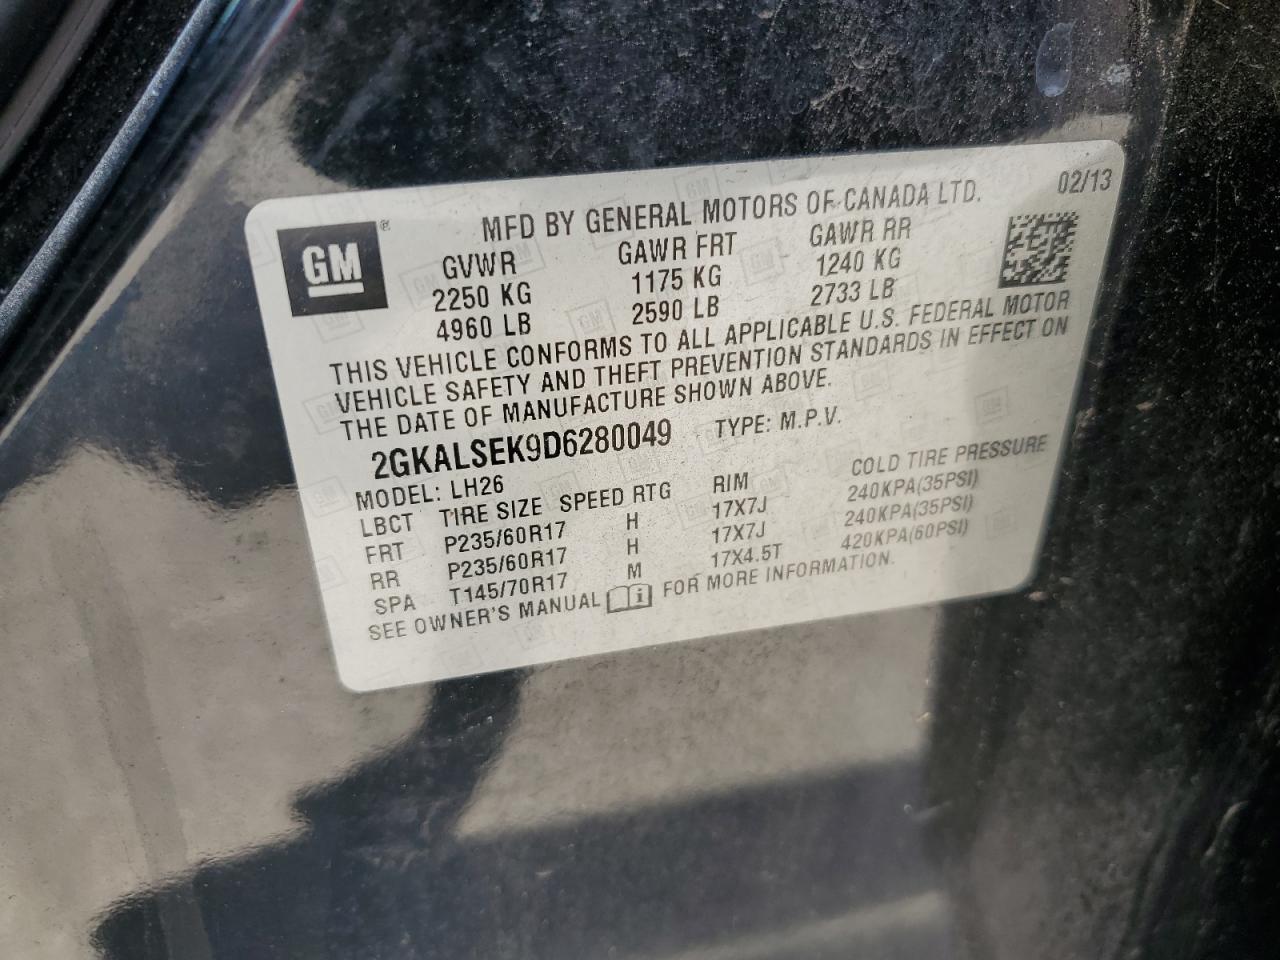 GM ®
MFD BY GENERAL MOTORS OF CANADA LTD. 02/13
GVWR GAWR FRT GAWR RR
2250 KG 1175 KG 1240 KG
4960 LB 2590 LB 2733 LB
THIS VEHICLE CONFORMS TO ALL APPLICABLE U.S. FEDERAL MOTOR
VEHICLE SAFETY AND THEFT PREVENTION STANDARDS IN EFFECT ON
THE DATE OF MANUFACTURE SHOWN ABOVE.
2GKALSEK9D6280049 TYPE: M.P.V.
MODEL: LH26
LBCT TIRE SIZE SPEED RTG RIM COLD TIRE PRESSURE
FRT P235/60R17 H 17X7J 240KPA(35PSI)
RR P235/60R17 H 17X7J 240KPA(35PSI)
SPA T145/70R17 M 17X4.5T 420KPA(60PSI)
SEE OWNER'S MANUAL i FOR MORE INFORMATION.